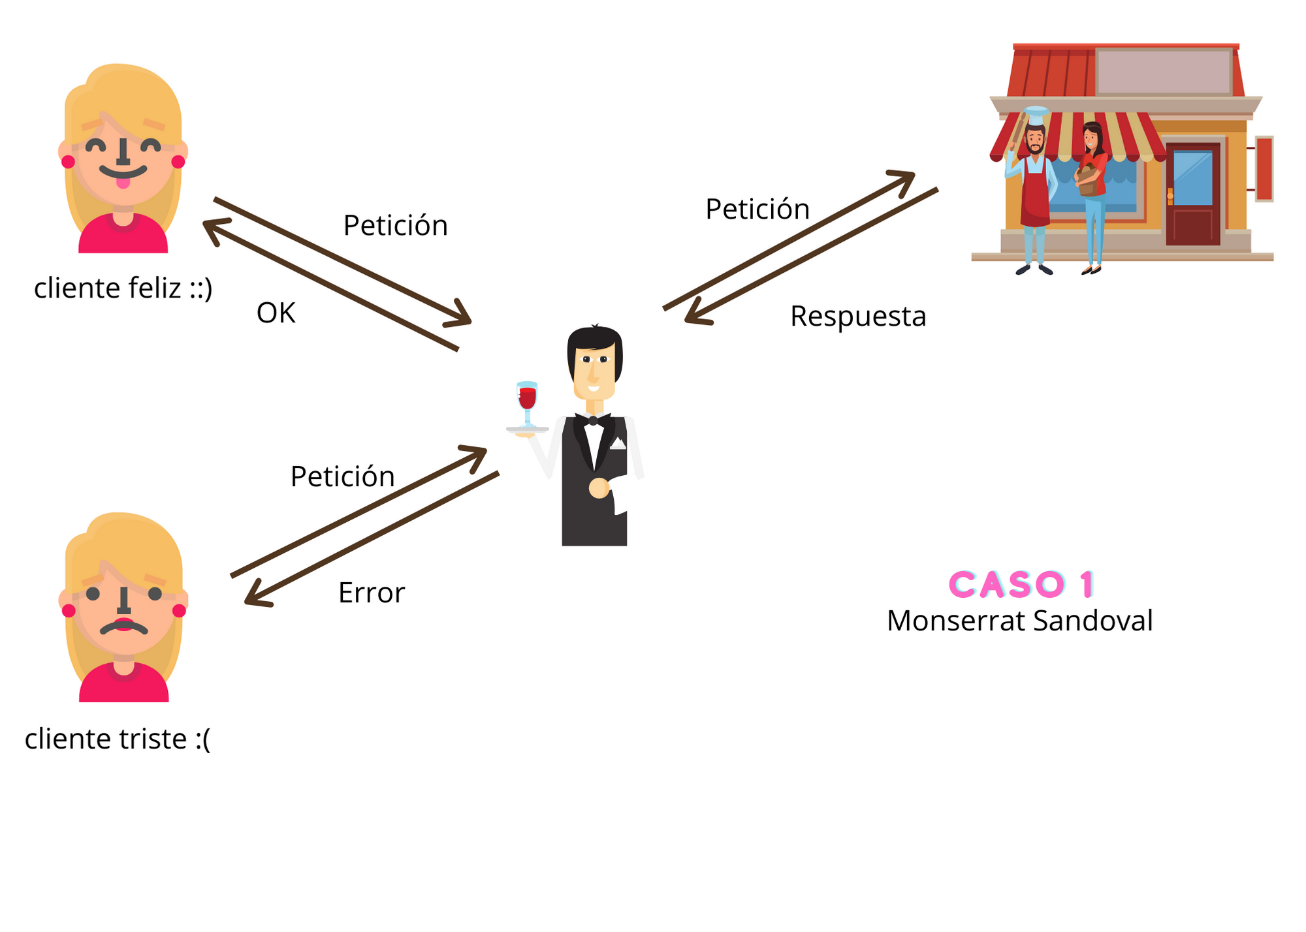 Petición
Petición
cliente feliz ::)
OK
Respuesta
Petición
Error
CASO 1
Monserrat Sandoval
cliente triste :(